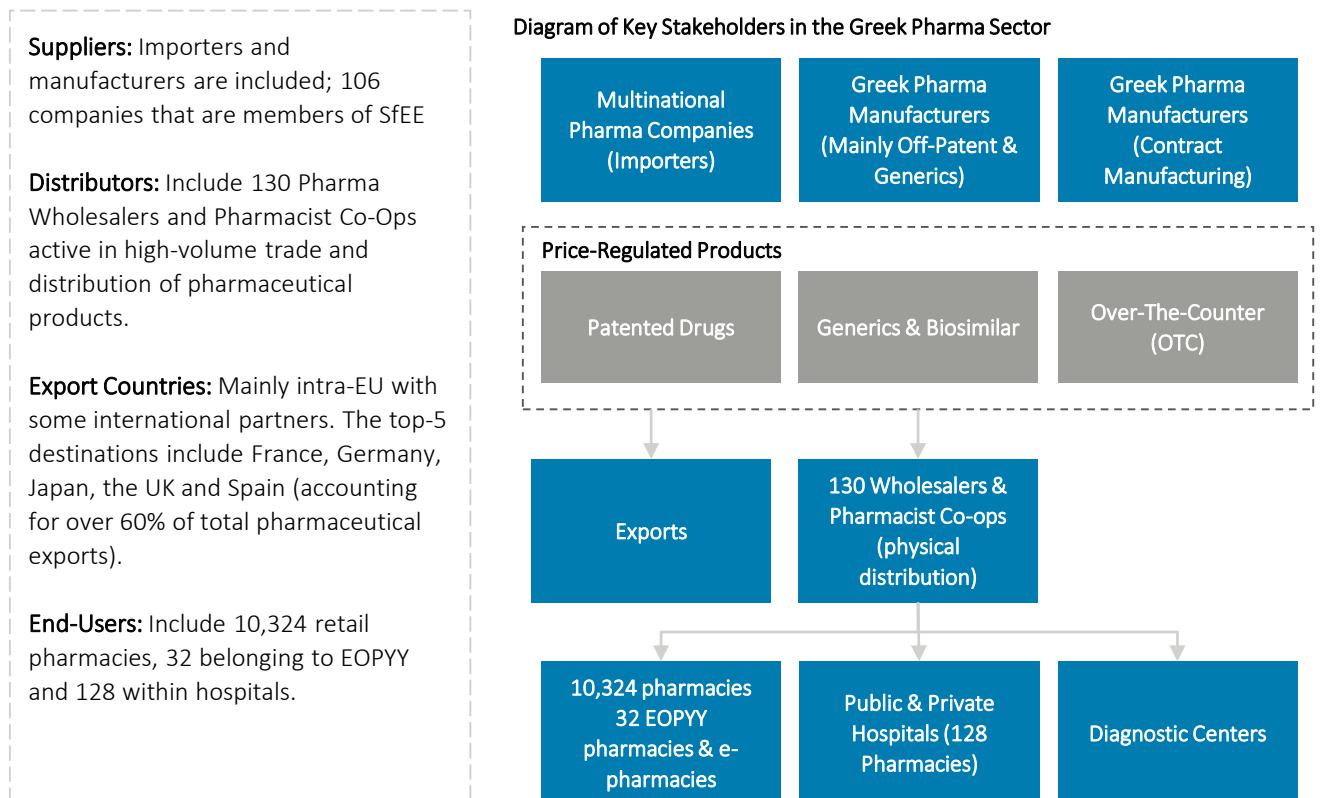 Suppliers: Importers and
manufacturers are included; 106
companies that are members of SfEE
Distributors: Include 130 Pharma
Wholesalers and Pharmacist Co-Ops
active in high-volume trade and
distribution of pharmaceutical
products.
Export Countries: Mainly intra-EU with
some international partners. The top-5
destinations include France, Germany,
Japan, the UK and Spain (accounting
for over 60% of total pharmaceutical
exports).
End-Users: Include 10,324 retail
pharmacies, 32 belonging to EOPYY
and 128 within hospitals.
Diagram of Key Stakeholders in the Greek Pharma Sector
Multinational
Pharma Companies
(Importers)
Greek Pharma
Manufacturers
(Mainly Off-Patent &
Generics)
Greek Pharma
Manufacturers
(Contract
Manufacturing)
Price-Regulated Products
Patented Drugs
Generics & Biosimilar
Over-The-Counter
(OTC)
Exports
130 Wholesalers &
Pharmacist Co-ops
(physical
distribution)
10,324 pharmacies
32 EOPYY
pharmacies & e-
pharmacies
Public & Private
Hospitals (128
Pharmacies)
Diagnostic Centers